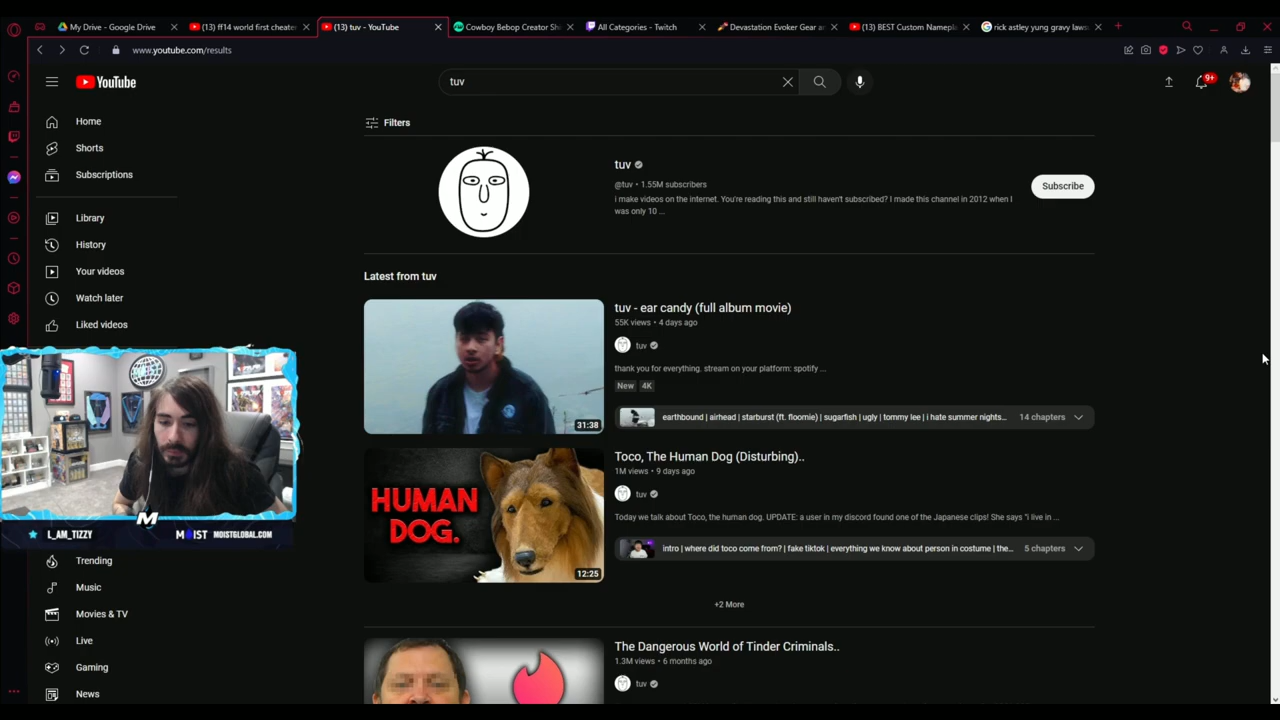 My Drive - Google Drive
(13) ff14 world first cheater
(13) tuv - YouTube
Cowboy Bebop Creator Sh
All Categories - Twitch
Devastation Evoker Gear an
(13) BEST Custom Namepl
rick astley yung gravy laws
www.youtube.com/results
YouTube
tuv
9+
Home
Shorts
Subscriptions
Library
History
Your videos
Watch later
Liked videos
L_AM_TIZZY
M
MOIST MOISTGLOBAL.COM
Trending
Music
Movies & TV
Live
Gaming
News
Filters
tuv
@tuv • 1.55M subscribers
i make videos on the internet. You're reading this and still haven't subscribed? I made this channel in 2012 when I
was only 10 ...
Subscribe
Latest from tuv
31:38
tuv - ear candy (full album movie)
55K views • 4 days ago
tuv
thank you for everything. stream on your platform: spotify ...
New 4K
earthbound | airhead | starburst (ft. floomie) | sugarfish | ugly | tommy lee | i hate summer nights... 14 chapters
HUMAN
DOG.
12:25
Toco, The Human Dog (Disturbing)..
1M views • 9 days ago
tuv
Today we talk about Toco, the human dog. UPDATE: a user in my discord found one of the Japanese clips! She says "i live in ...
intro | where did toco come from? | fake tiktok | everything we know about person in costume | the... 5 chapters
+2 More
The Dangerous World of Tinder Criminals..
1.3M views • 6 months ago
tuv